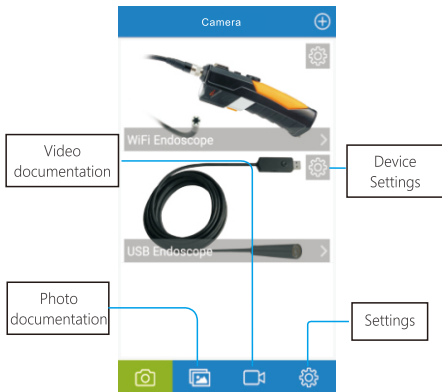 Camera
WiFi Endoscope
Video
documentation
Device
Settings
USB Endoscope
Photo
documentation
Settings